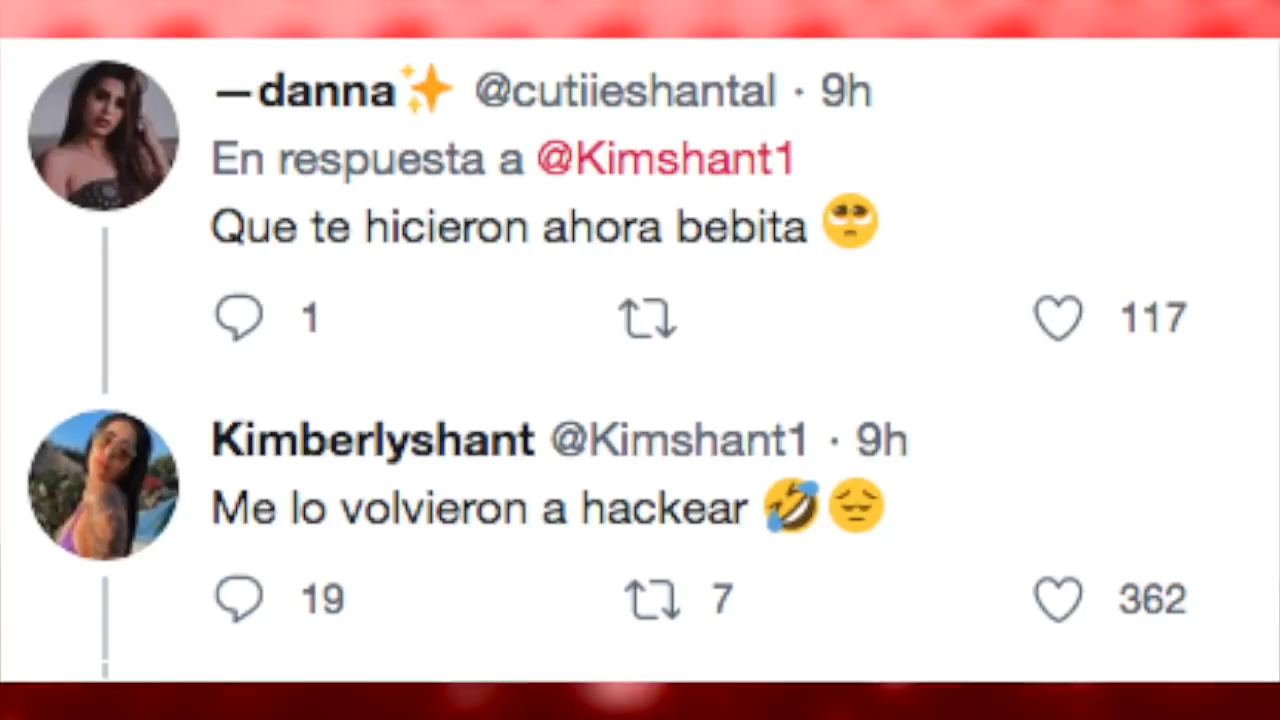 —danna✨ @cutiieshantal · 9h
En respuesta a @Kimshant1
Que te hicieron ahora bebita 🥺
1 117
Kimberlyshant @Kimshant1 · 9h
Me lo volvieron a hackear 🤣😔
19 7 362